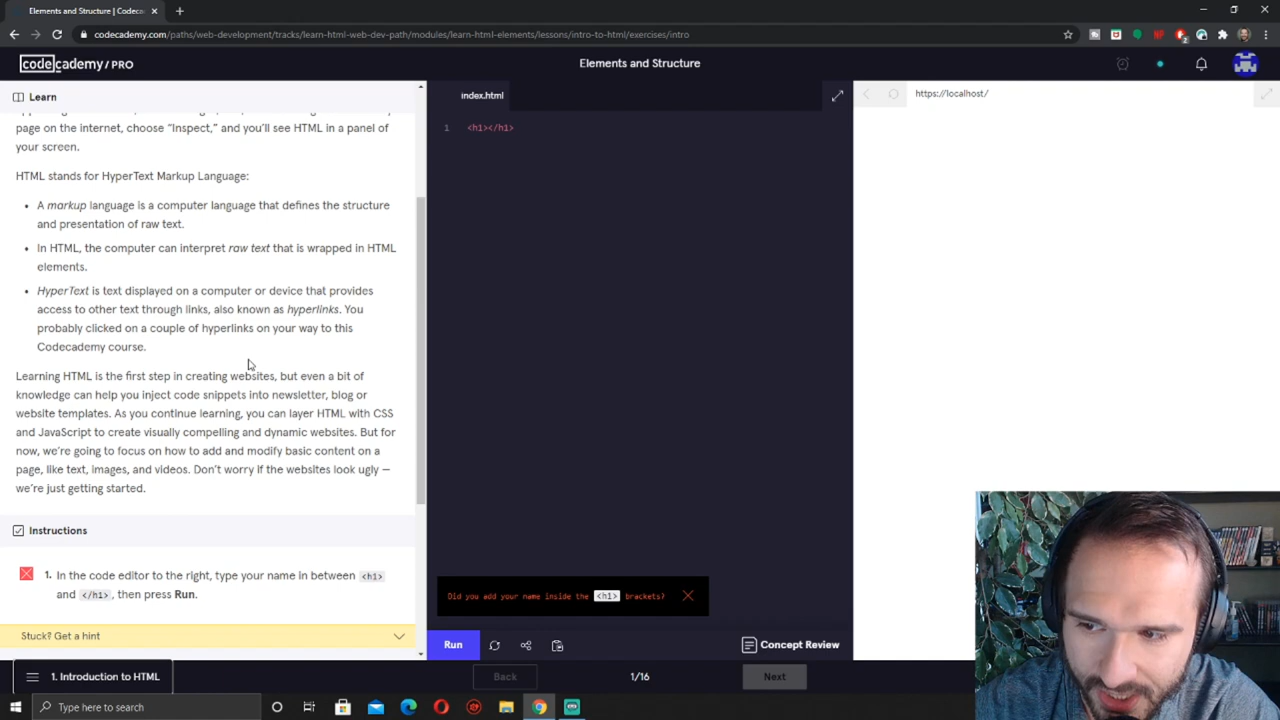 Elements and Structure | Codeca
codecademy.com/paths/web-development/tracks/learn-html-web-dev-path/modules/learn-html-elements/lessons/intro-to-html/exercises/intro
codecademy / PRO
Elements and Structure
Learn
index.html
https://localhost/
1 <h1></h1>
page on the internet, choose “Inspect,” and you’ll see HTML in a panel of
your screen.
HTML stands for HyperText Markup Language:
• A markup language is a computer language that defines the structure
and presentation of raw text.
• In HTML, the computer can interpret raw text that is wrapped in HTML
elements.
• HyperText is text displayed on a computer or device that provides
access to other text through links, also known as hyperlinks. You
probably clicked on a couple of hyperlinks on your way to this
Codecademy course.
Learning HTML is the first step in creating websites, but even a bit of
knowledge can help you inject code snippets into newsletter, blog or
website templates. As you continue learning, you can layer HTML with CSS
and JavaScript to create visually compelling and dynamic websites. But for
now, we’re going to focus on how to add and modify basic content on a
page, like text, images, and videos. Don’t worry if the websites look ugly —
we’re just getting started.
Instructions
1. In the code editor to the right, type your name in between <h1>
and </h1>, then press Run.
Stuck? Get a hint
Did you add your name inside the <h1> brackets?
Run
Concept Review
1. Introduction to HTML
Back
1/16
Next
Type here to search